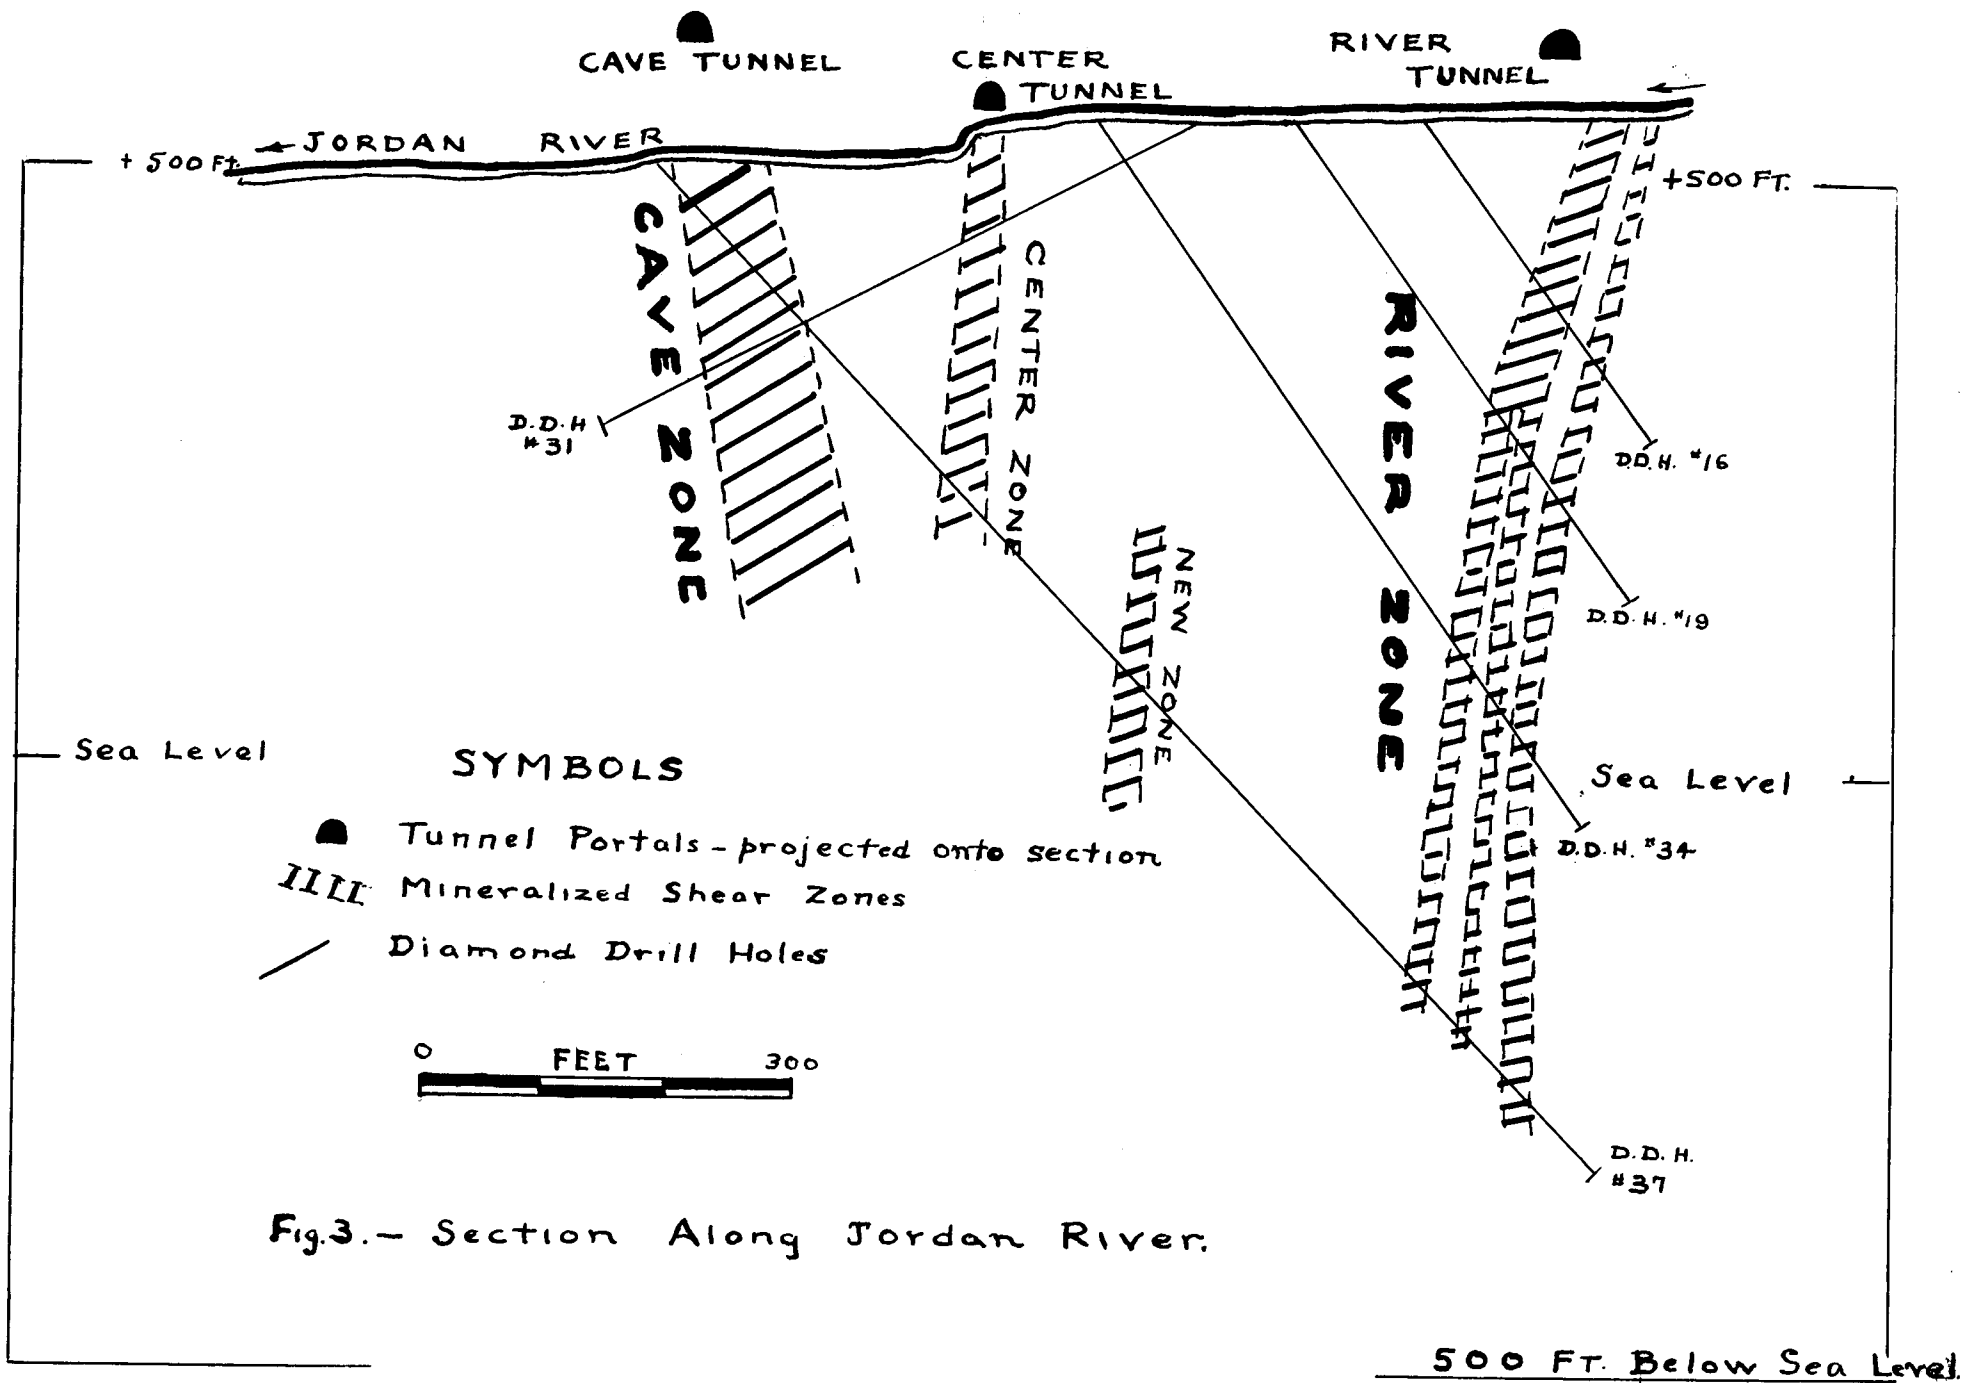 CAVE TUNNEL
CENTER
TUNNEL
RIVER
TUNNEL
JORDAN RIVER
+ 500 Ft.
+500 FT.
CAVE ZONE
CENTER ZONE
NEW ZONE
RIVER ZONE
D.D.H
#31
D.D.H. #16
D.D.H. #19
Sea Level
Sea Level
D.D.H. #34
SYMBOLS
Tunnel Portals - projected onto section
Mineralized Shear Zones
Diamond Drill Holes
0 FEET 300
D.D.H.
#37
Fig.3.- Section Along Jordan River.
500 FT. Below Sea Level.